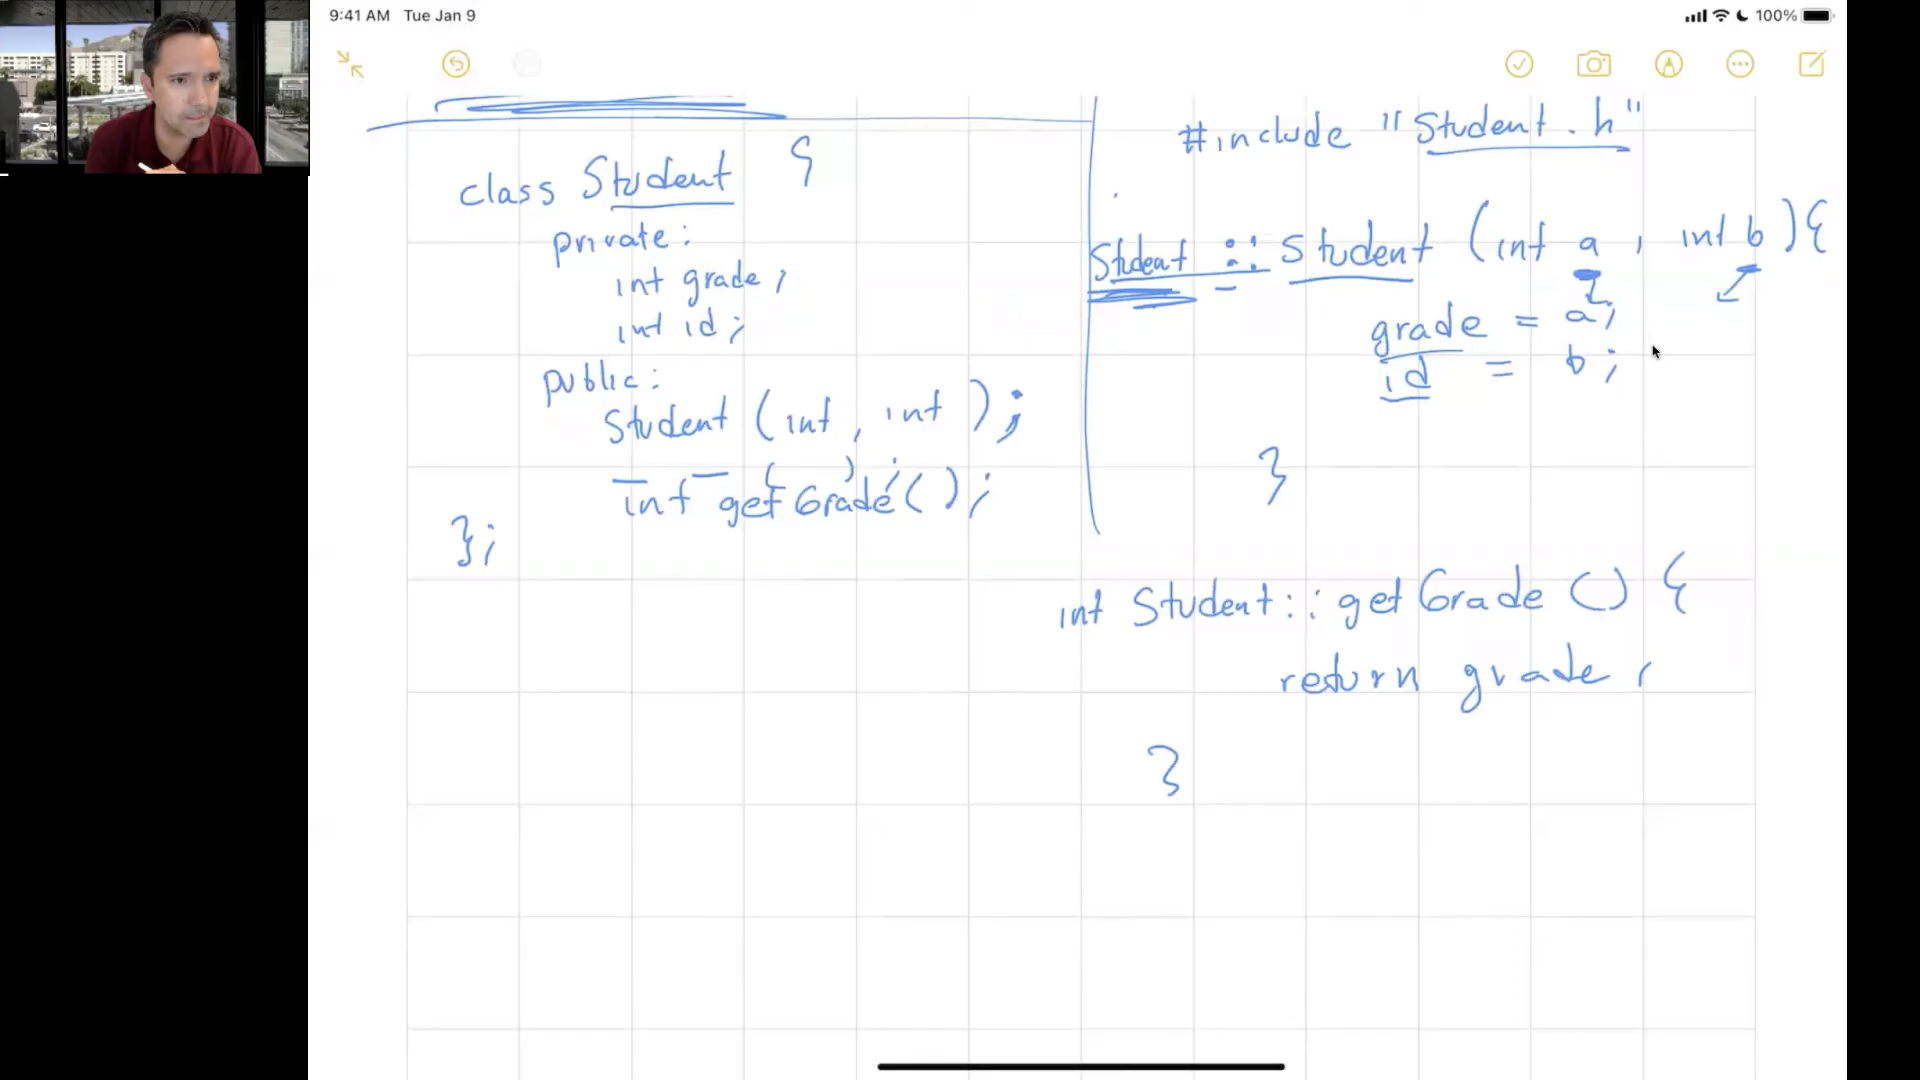 9:41 AM Tue Jan 9
100%
class Student {
private:
int grade;
int id;
public:
Student (int, int);
int getGrade();
};
#include "Student.h"
Student::Student (int a, int b){
grade = a;
id = b;
}
int Student::getGrade () {
return grade;
}